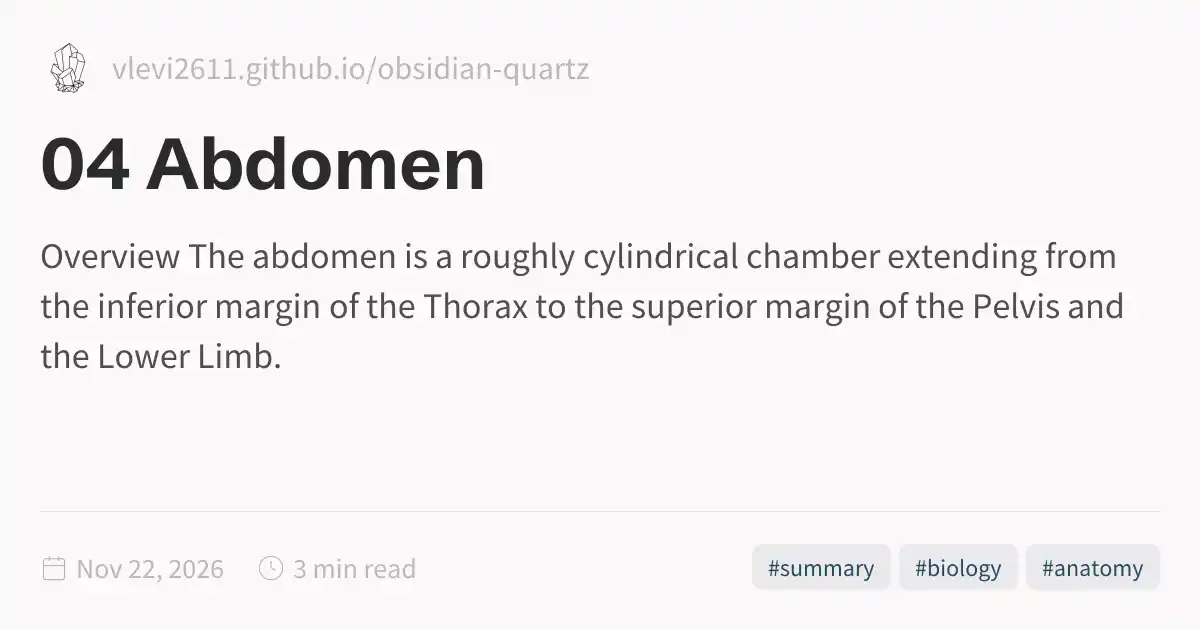 vlevi2611.github.io/obsidian-quartz
04 Abdomen
Overview The abdomen is a roughly cylindrical chamber extending from
the inferior margin of the Thorax to the superior margin of the Pelvis and
the Lower Limb.
Nov 22, 2026 3 min read #summary #biology #anatomy